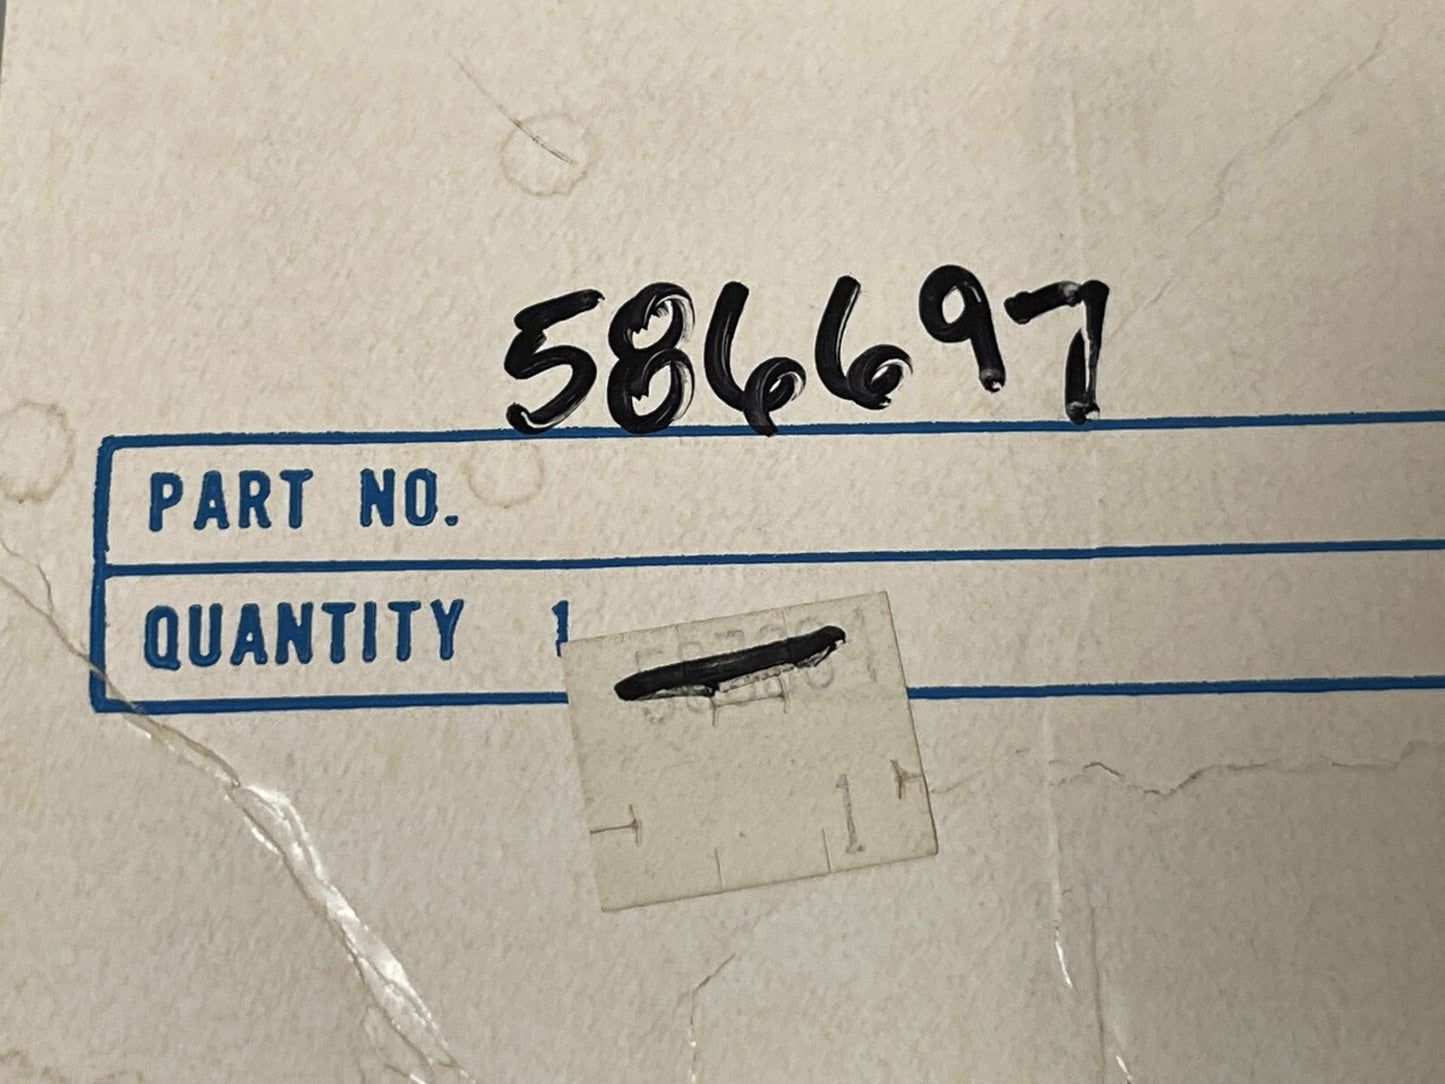 586697
PART NO.
QUANTITY 1
1